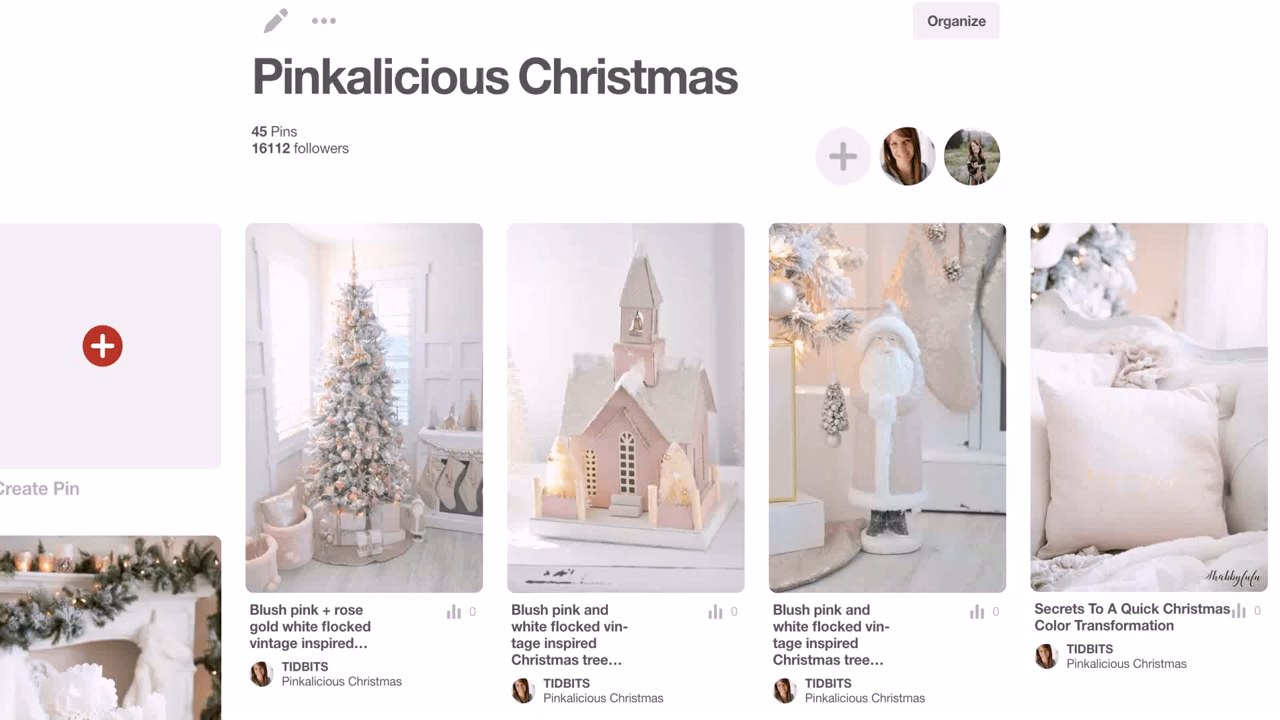 Organize
Pinkalicious Christmas
45 Pins
16112 followers
Create Pin
Blush pink + rose
gold white flocked
vintage inspired...
0
TIDBITS
Pinkalicious Christmas
Blush pink and
white flocked vin-
tage inspired
Christmas tree...
0
TIDBITS
Pinkalicious Christmas
Blush pink and
white flocked vin-
tage inspired
Christmas tree...
0
TIDBITS
Pinkalicious Christmas
Shabbyfufu
Secrets To A Quick Christmas
Color Transformation
0
TIDBITS
Pinkalicious Christmas